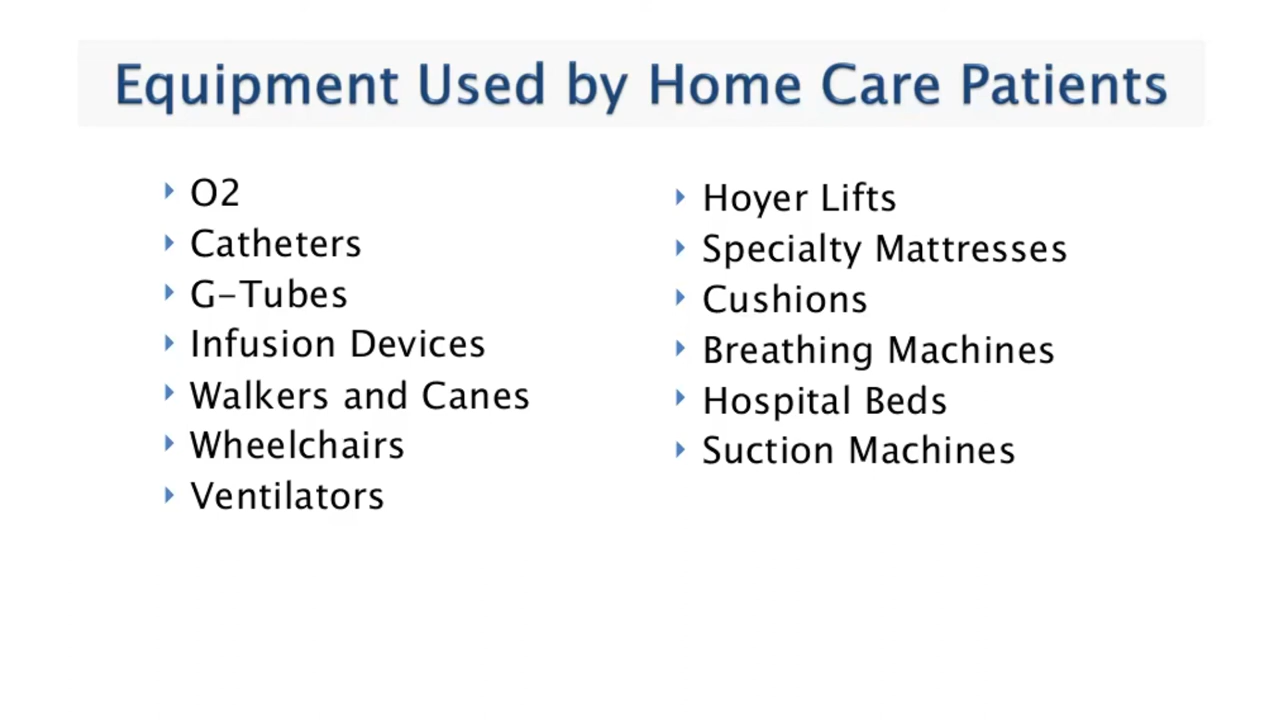 Equipment Used by Home Care Patients
O2
Catheters
G-Tubes
Infusion Devices
Walkers and Canes
Wheelchairs
Ventilators
Hoyer Lifts
Specialty Mattresses
Cushions
Breathing Machines
Hospital Beds
Suction Machines